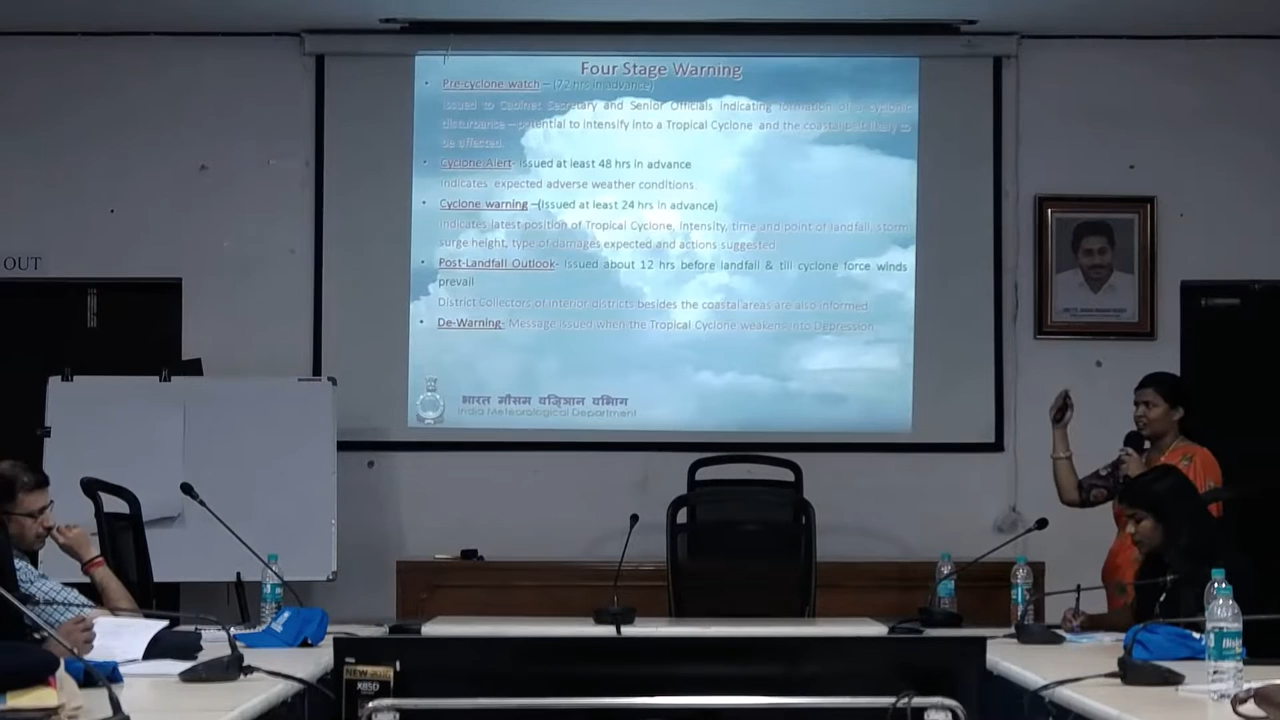 Four Stage Warning
• Pre-cyclone watch – (72 hrs in advance)
Issued to Cabinet Secretary and Senior Officials indicating formation of a cyclonic
disturbance – potential to intensify into a Tropical Cyclone and the coastal belt likely to
be affected.
• Cyclone Alert- Issued at least 48 hrs in advance
Indicates expected adverse weather conditions
• Cyclone warning –(Issued at least 24 hrs in advance)
Indicates latest position of Tropical Cyclone, intensity, time and point of landfall, storm
surge height, type of damages expected and actions suggested.
• Post-Landfall Outlook- Issued about 12 hrs before landfall & till cyclone force winds
prevail
District Collectors of interior districts besides the coastal areas are also informed
• De-Warning- Message issued when the Tropical Cyclone weakens into Depression
भारत मौसम वज्ञिान वभिाग
India Meteorological Department
OUT
NEW
X85D